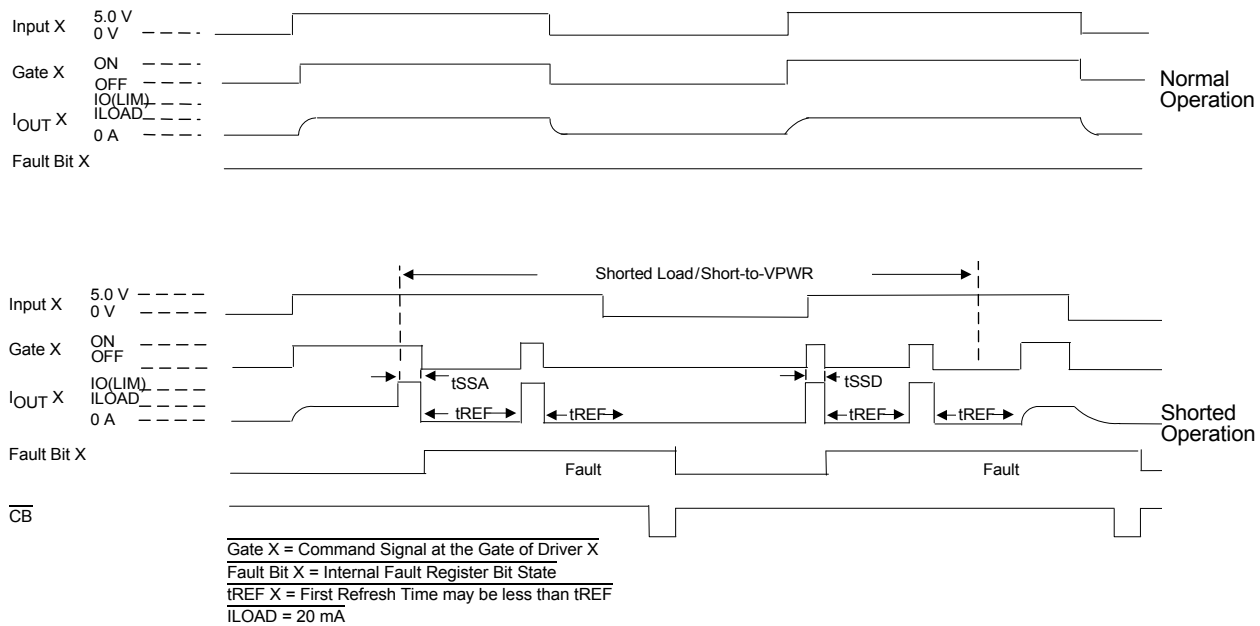 Input X 5.0 V
0 V
Gate X ON
OFF
IO(LIM)
IOUT X ILOAD
0 A
Fault Bit X
Normal
Operation
Shorted Load/Short-to-VPWR
Input X 5.0 V
0 V
Gate X ON
OFF
IO(LIM)
IOUT X ILOAD
0 A
tSSA
tSSD
tREF
tREF
tREF
tREF
Shorted
Operation
Fault Bit X
Fault
Fault
CB
Gate X = Command Signal at the Gate of Driver X
Fault Bit X = Internal Fault Register Bit State
tREF X = First Refresh Time may be less than tREF
ILOAD = 20 mA